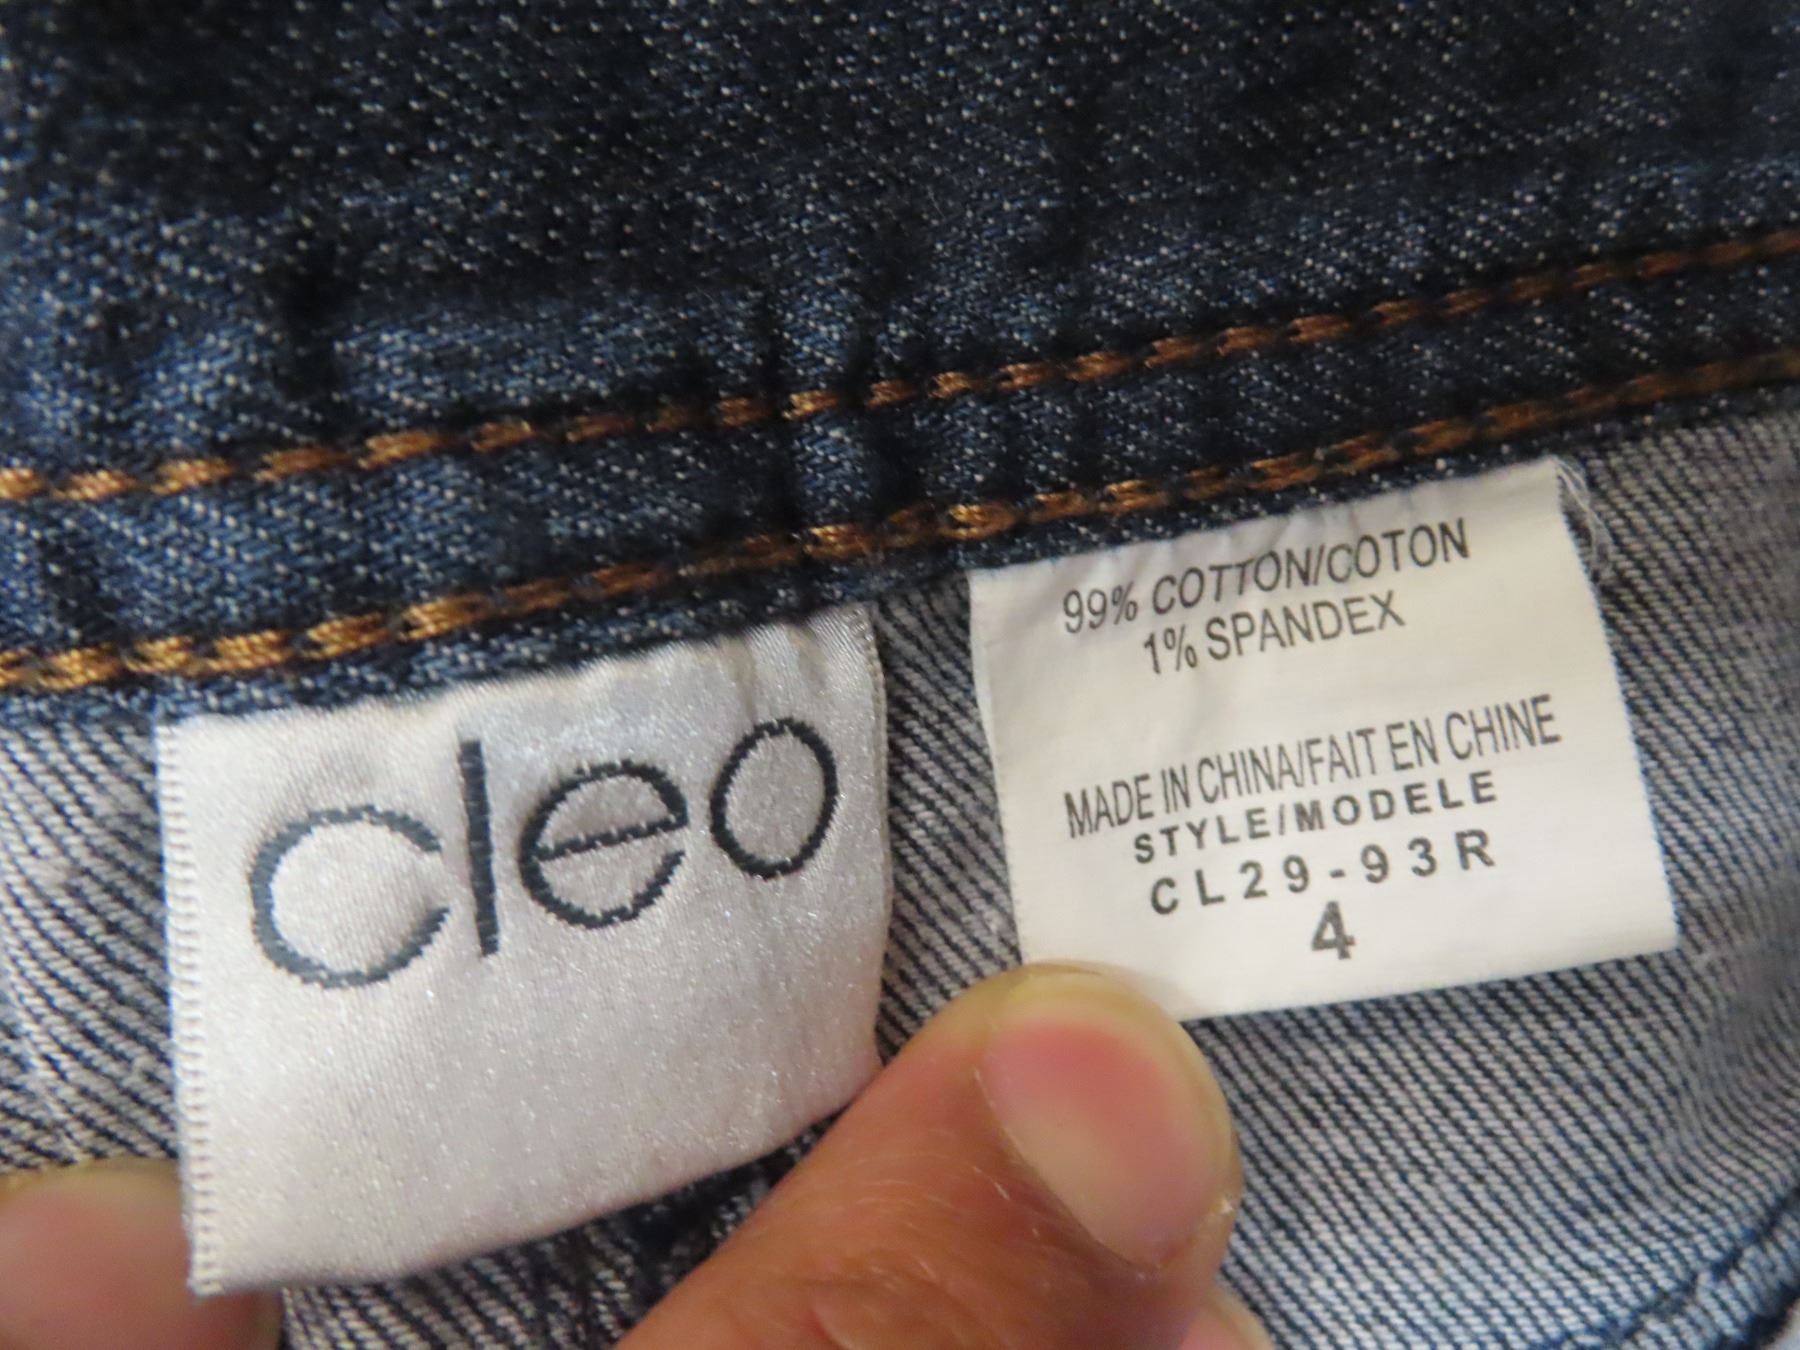 cleo
99% COTTON/COTON
1% SPANDEX
MADE IN CHINA/FAIT EN CHINE
STYLE/MODELE
CL29-93R
4